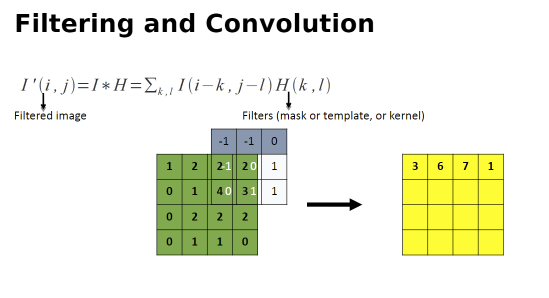 Filtering and Convolution
I'(i,j)=I∗H=∑k,l I(i−k,j−l)H(k,l)
Filtered image
Filters (mask or template, or kernel)
-1 -1 0
1 2 2 -1 2 0 1
0 1 4 0 3 1 1
0 2 2 2
0 1 1 0
3 6 7 1